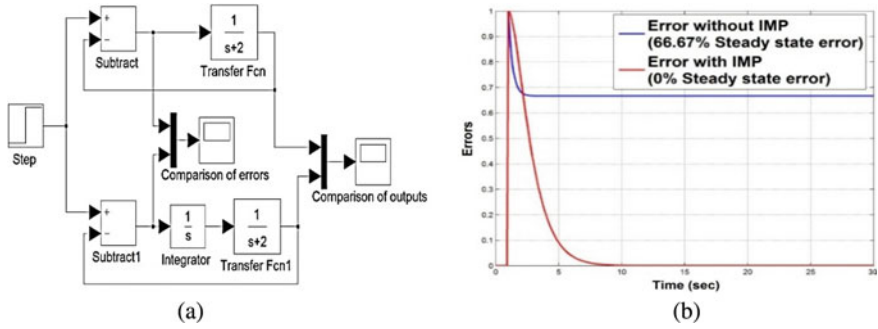 +
−
Subtract
1
s+2
Transfer Fcn
Step
Comparison of errors
Comparison of outputs
+
−
Subtract1
1
s
Integrator
1
s+2
Transfer Fcn1
(a)
Errors
1
0.9
0.8
0.7
0.6
0.5
0.4
0.3
0.2
0.1
0
Error without IMP
(66.67% Steady state error)
Error with IMP
(0% Steady state error)
0 5 10 15 20 25 30
Time (sec)
(b)